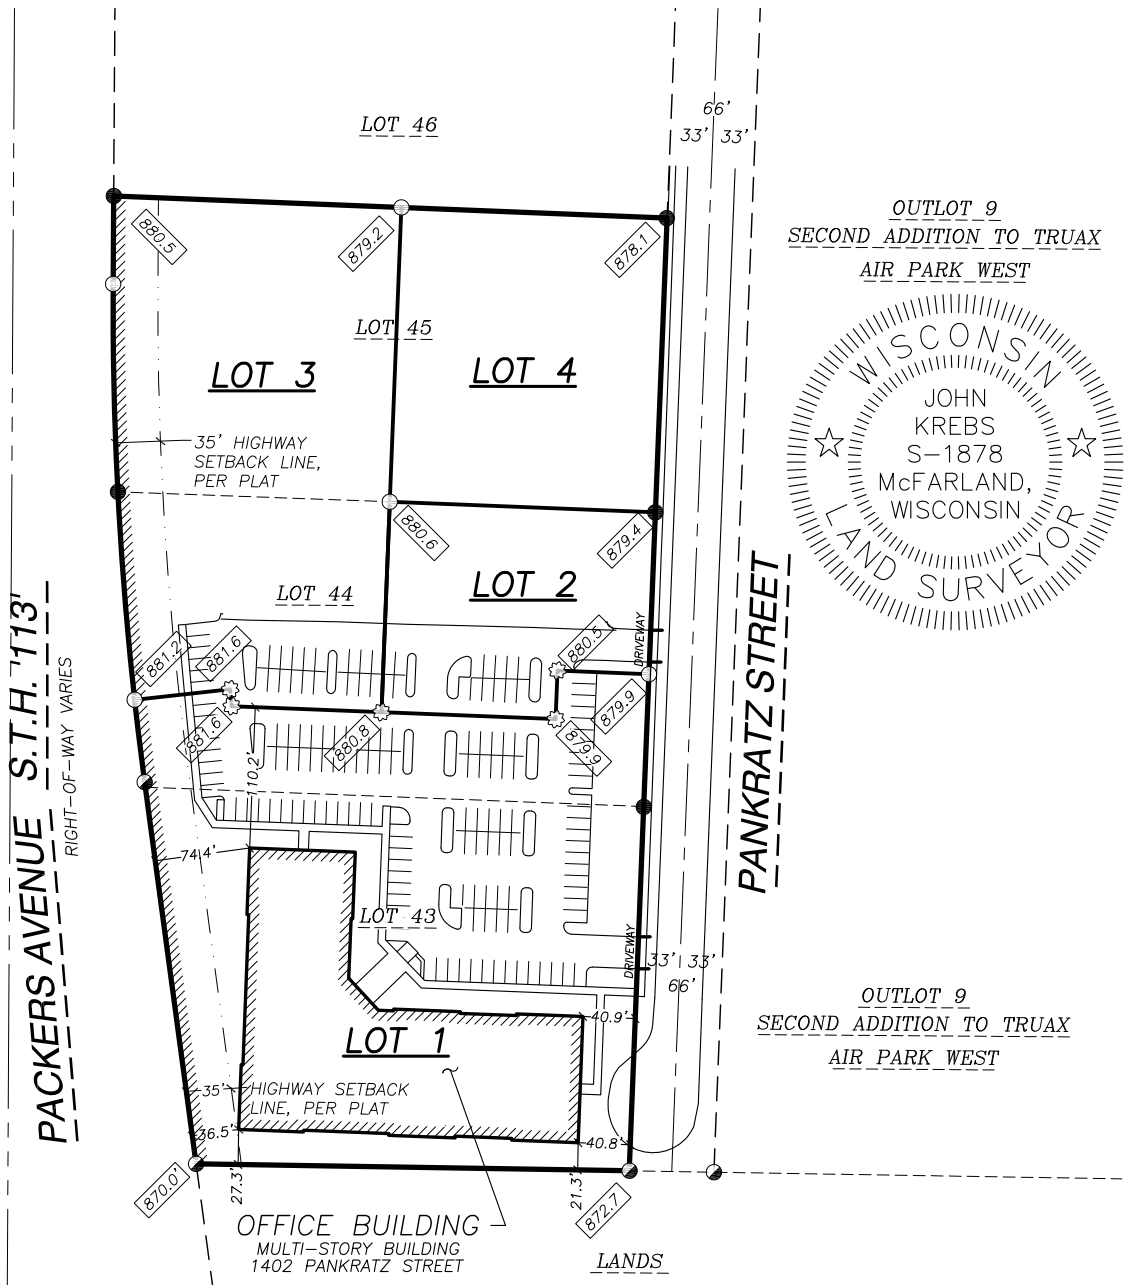 LOT 46
66'
33' 33'
OUTLOT 9
SECOND ADDITION TO TRUAX
AIR PARK WEST
880.5
879.2
878.1
LOT 45
LOT 3
LOT 4
WISCONSIN
JOHN
KREBS
S-1878
McFARLAND,
WISCONSIN
LAND SURVEYOR
35' HIGHWAY
SETBACK LINE,
PER PLAT
880.6
879.4
LOT 44
LOT 2
PACKERS AVENUE S.T.H. '113'
RIGHT-OF-WAY VARIES
PANKRATZ STREET
DRIVEWAY
881.2'
881.6
880.5
881.6
880.8
879.9
879.9
110.2'
74.4'
LOT 43
DRIVEWAY
33' 33'
66'
OUTLOT 9
SECOND ADDITION TO TRUAX
AIR PARK WEST
40.9'
LOT 1
35'
HIGHWAY SETBACK
LINE, PER PLAT
36.5'
40.8'
870.0'
27.3'
21.3'
872.7
OFFICE BUILDING
MULTI-STORY BUILDING
1402 PANKRATZ STREET
LANDS